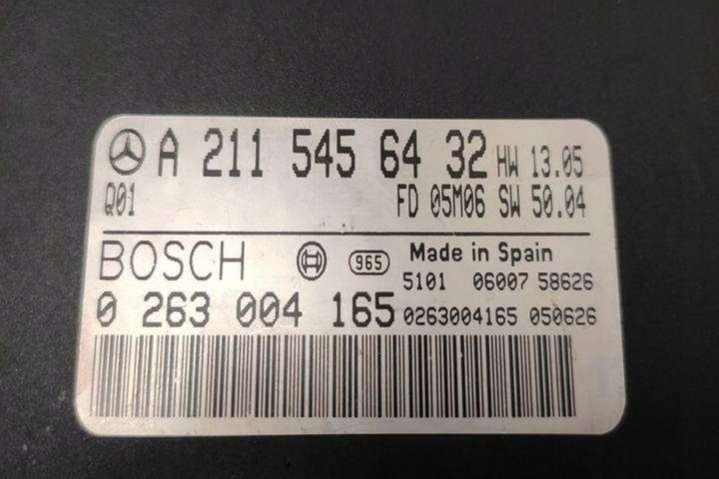 A 211 545 64 32 HW 13.05
Q01 FD 05M06 SW 50.04
BOSCH 965 Made in Spain
5101 06007 58626
0 263 004 165 0263004165 050626